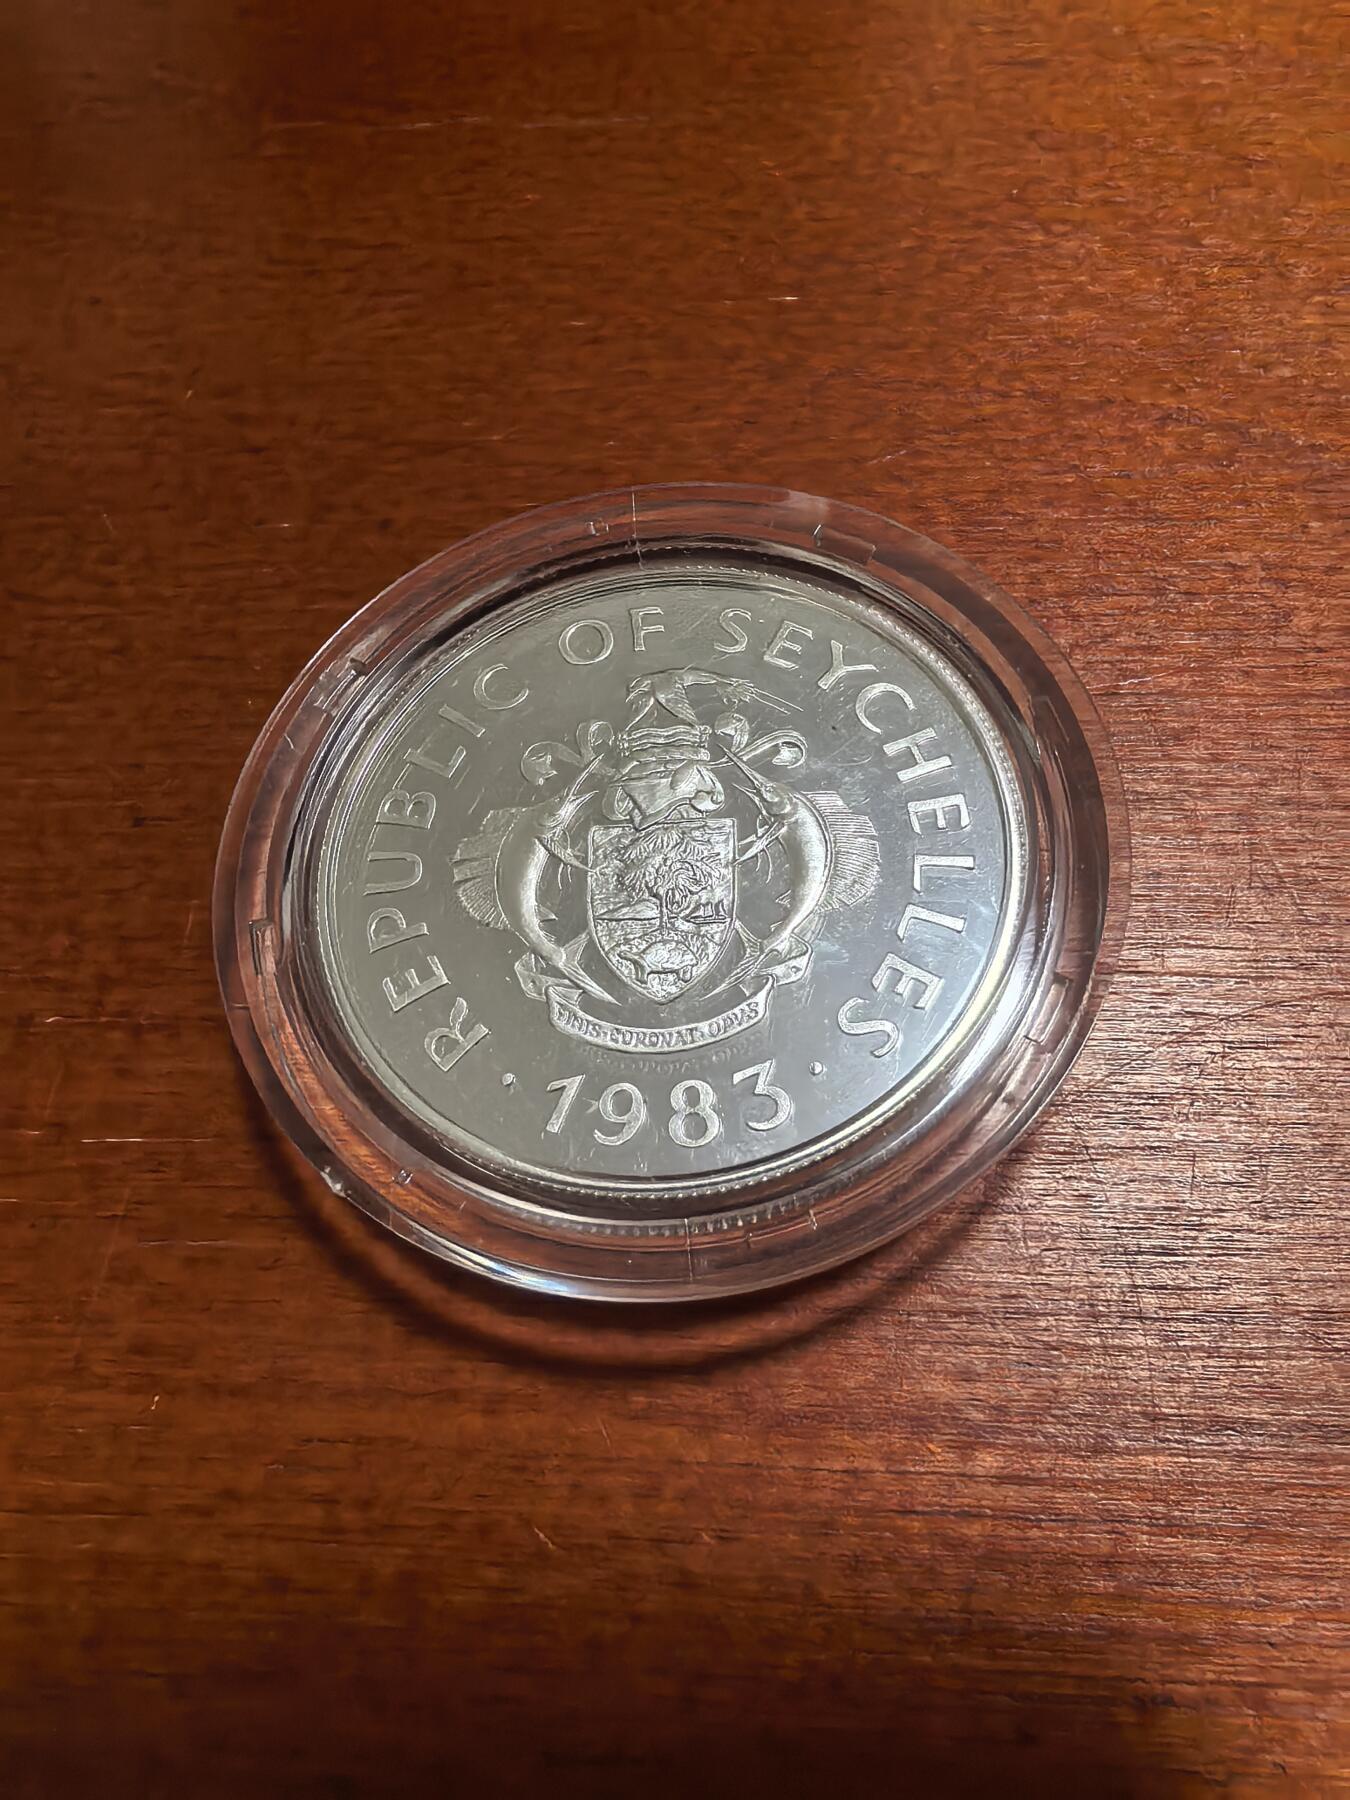 REPUBLIC OF SEYCHELLES
FINIS · CORONAT · OPUS
· 1983 ·